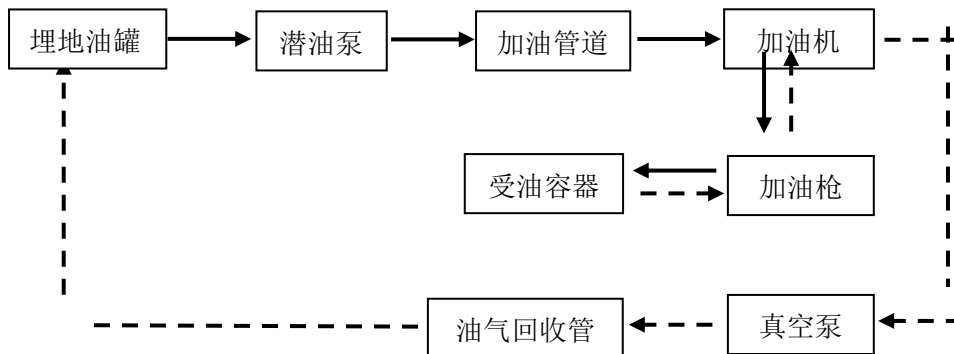 埋地油罐
潜油泵
加油管道
加油机
受油容器
加油枪
油气回收管
真空泵